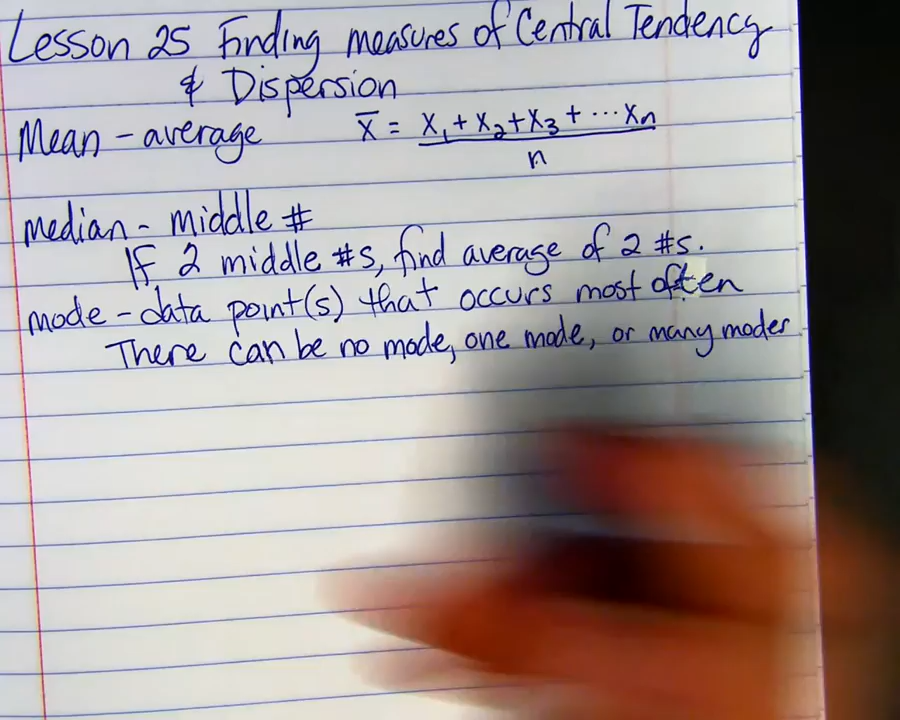 Lesson 25 Finding measures of Central Tendency
& Dispersion
Mean - average x̄ = x₁ + x₂ + x₃ + ... xₙ / n
median - middle #
If 2 middle #s, find average of 2 #s.
mode - data point(s) that occurs most often
There can be no mode, one mode, or many modes